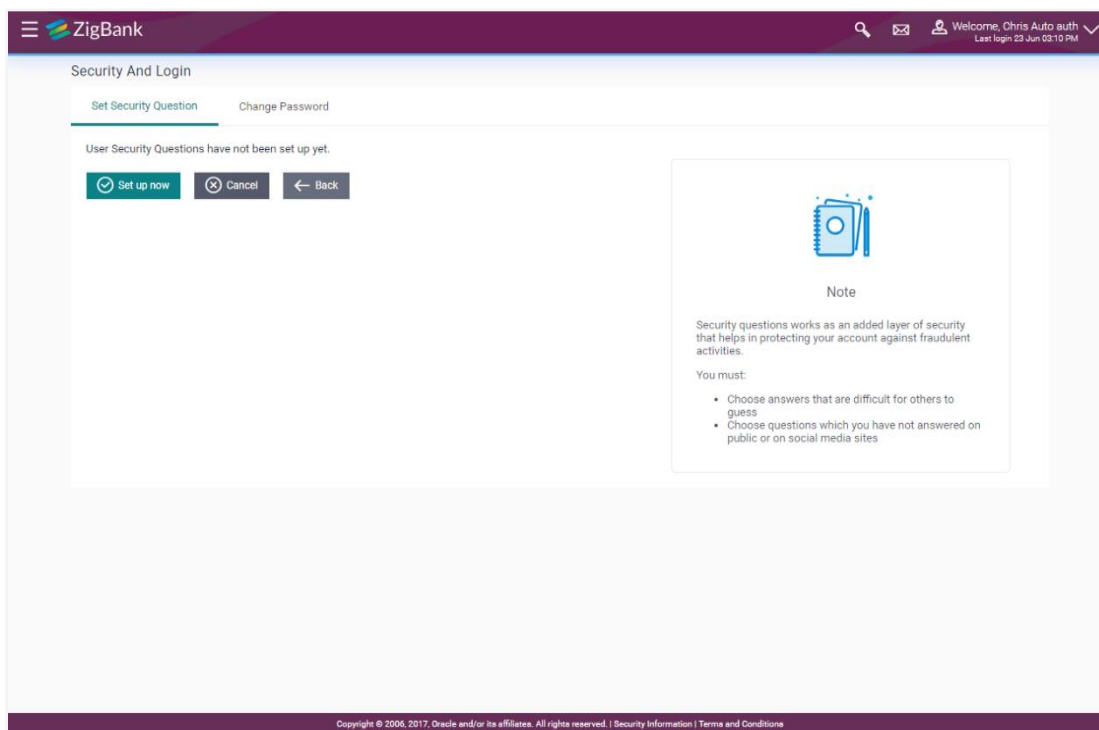 ZigBank
Welcome, Chris Auto auth
Last login 23 Jun 03:10 PM
Security And Login
Set Security Question
Change Password
User Security Questions have not been set up yet.
Set up now
Cancel
Back
Note
Security questions works as an added layer of security
that helps in protecting your account against fraudulent
activities.
You must:
• Choose answers that are difficult for others to
guess
• Choose questions which you have not answered on
public or on social media sites
Copyright © 2006, 2017, Oracle and/or its affiliates. All rights reserved. | Security Information | Terms and Conditions